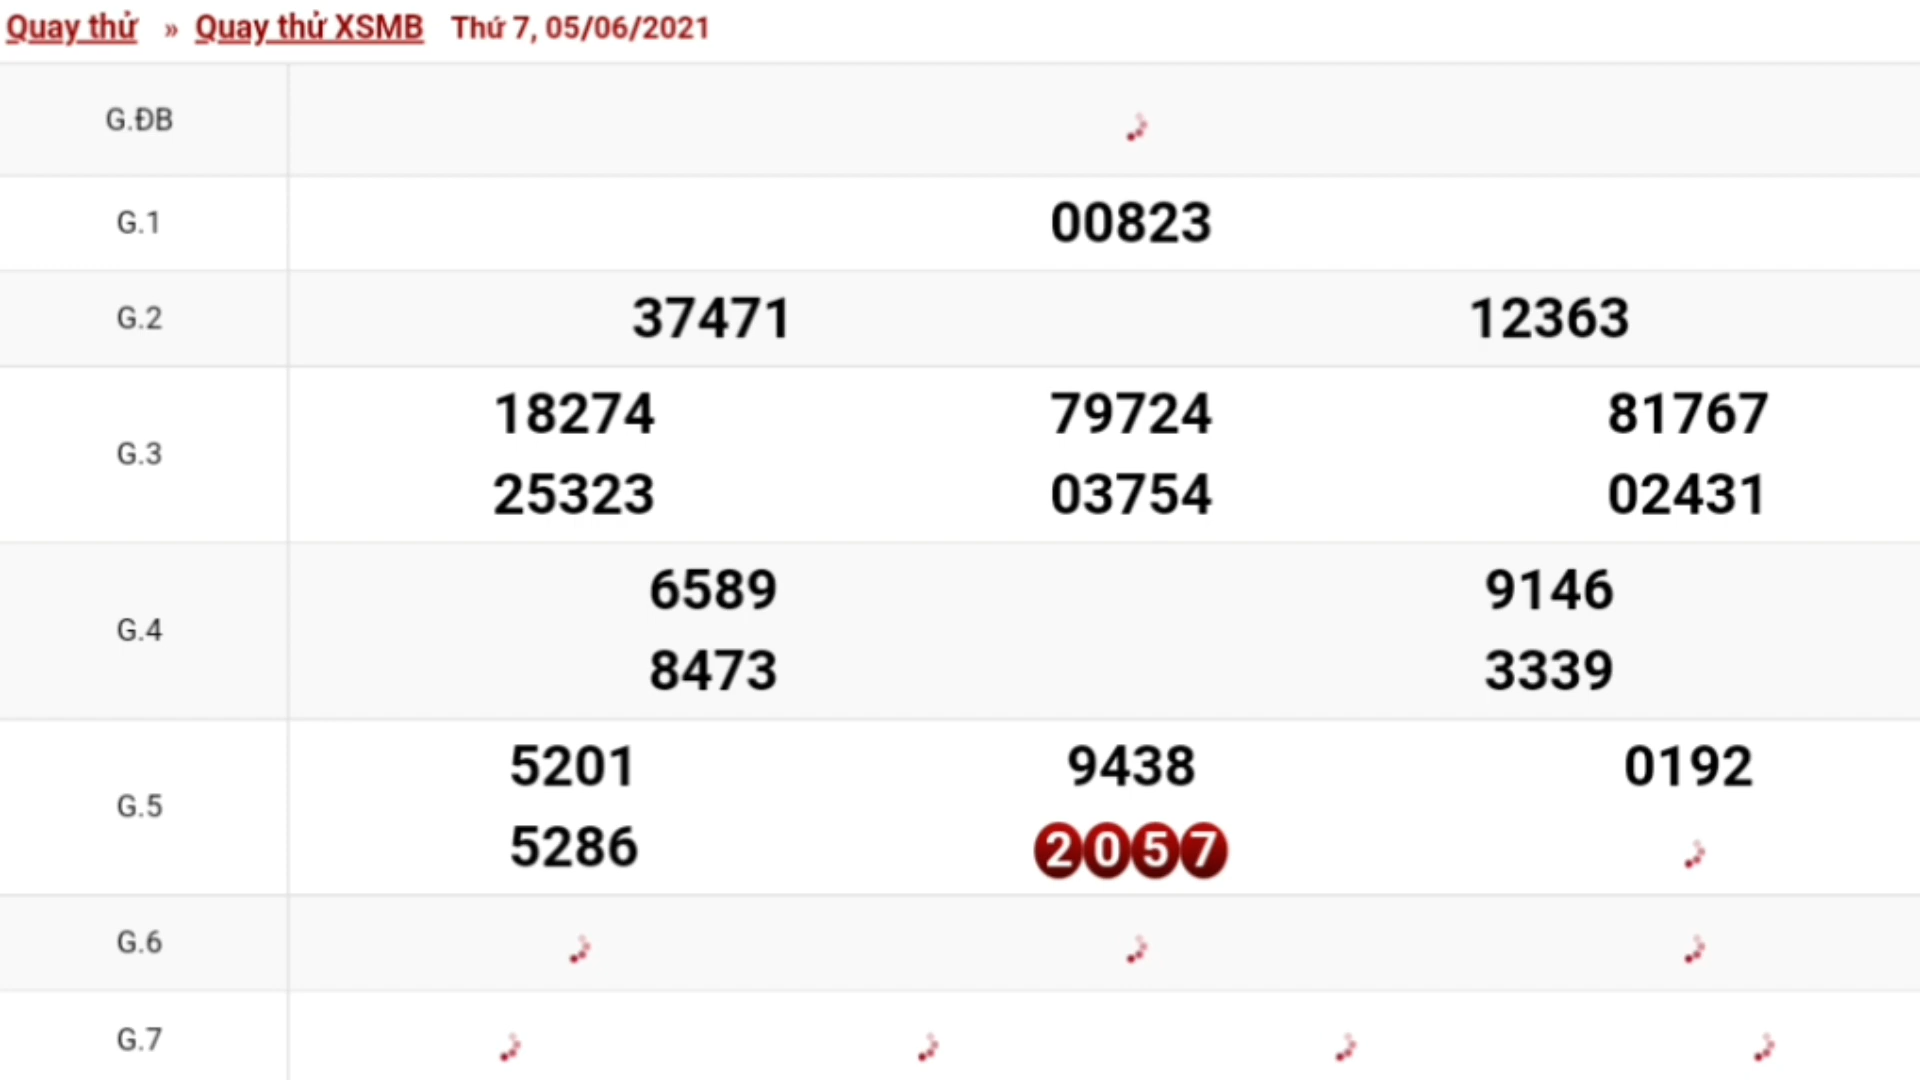 Quay thử » Quay thử XSMB Thứ 7, 05/06/2021
G.ĐB
G.1 00823
G.2 37471 12363
G.3 18274 79724 81767
25323 03754 02431
G.4 6589 9146
8473 3339
G.5 5201 9438 0192
5286 2057
G.6
G.7